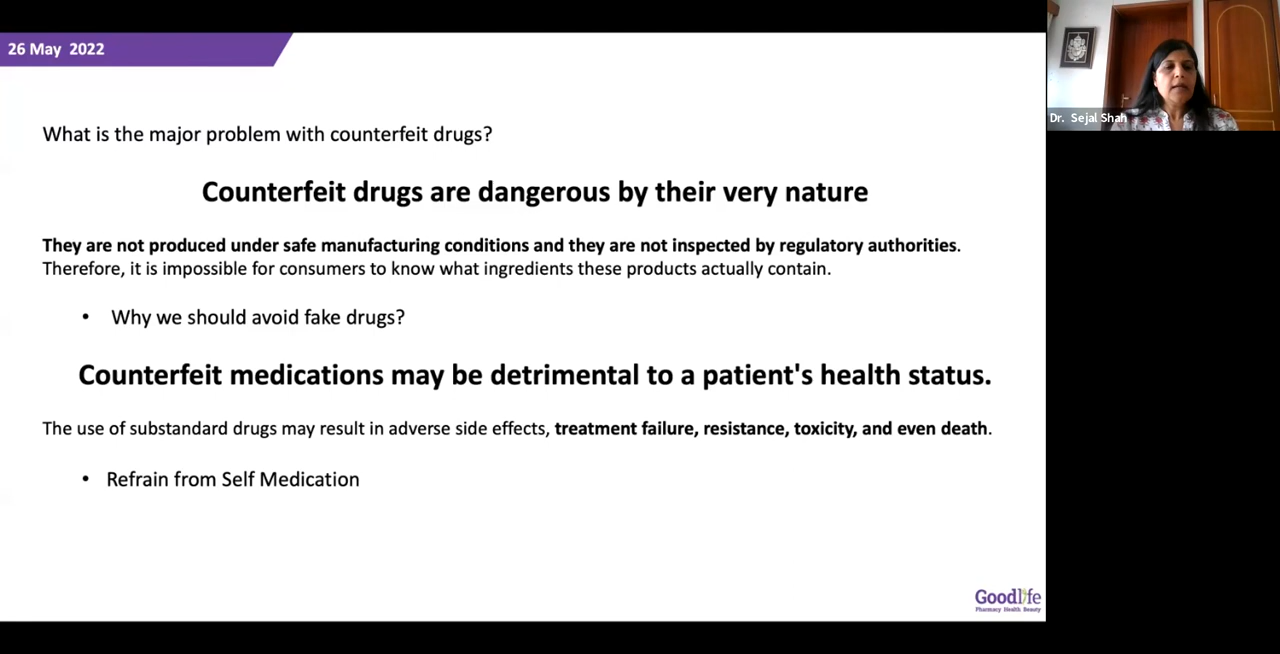 26 May 2022
What is the major problem with counterfeit drugs?
Counterfeit drugs are dangerous by their very nature
They are not produced under safe manufacturing conditions and they are not inspected by regulatory authorities.
Therefore, it is impossible for consumers to know what ingredients these products actually contain.
• Why we should avoid fake drugs?
Counterfeit medications may be detrimental to a patient's health status.
The use of substandard drugs may result in adverse side effects, treatment failure, resistance, toxicity, and even death.
• Refrain from Self Medication
Goodlife
Pharmacy Health Beauty
Dr. Sejal Shah